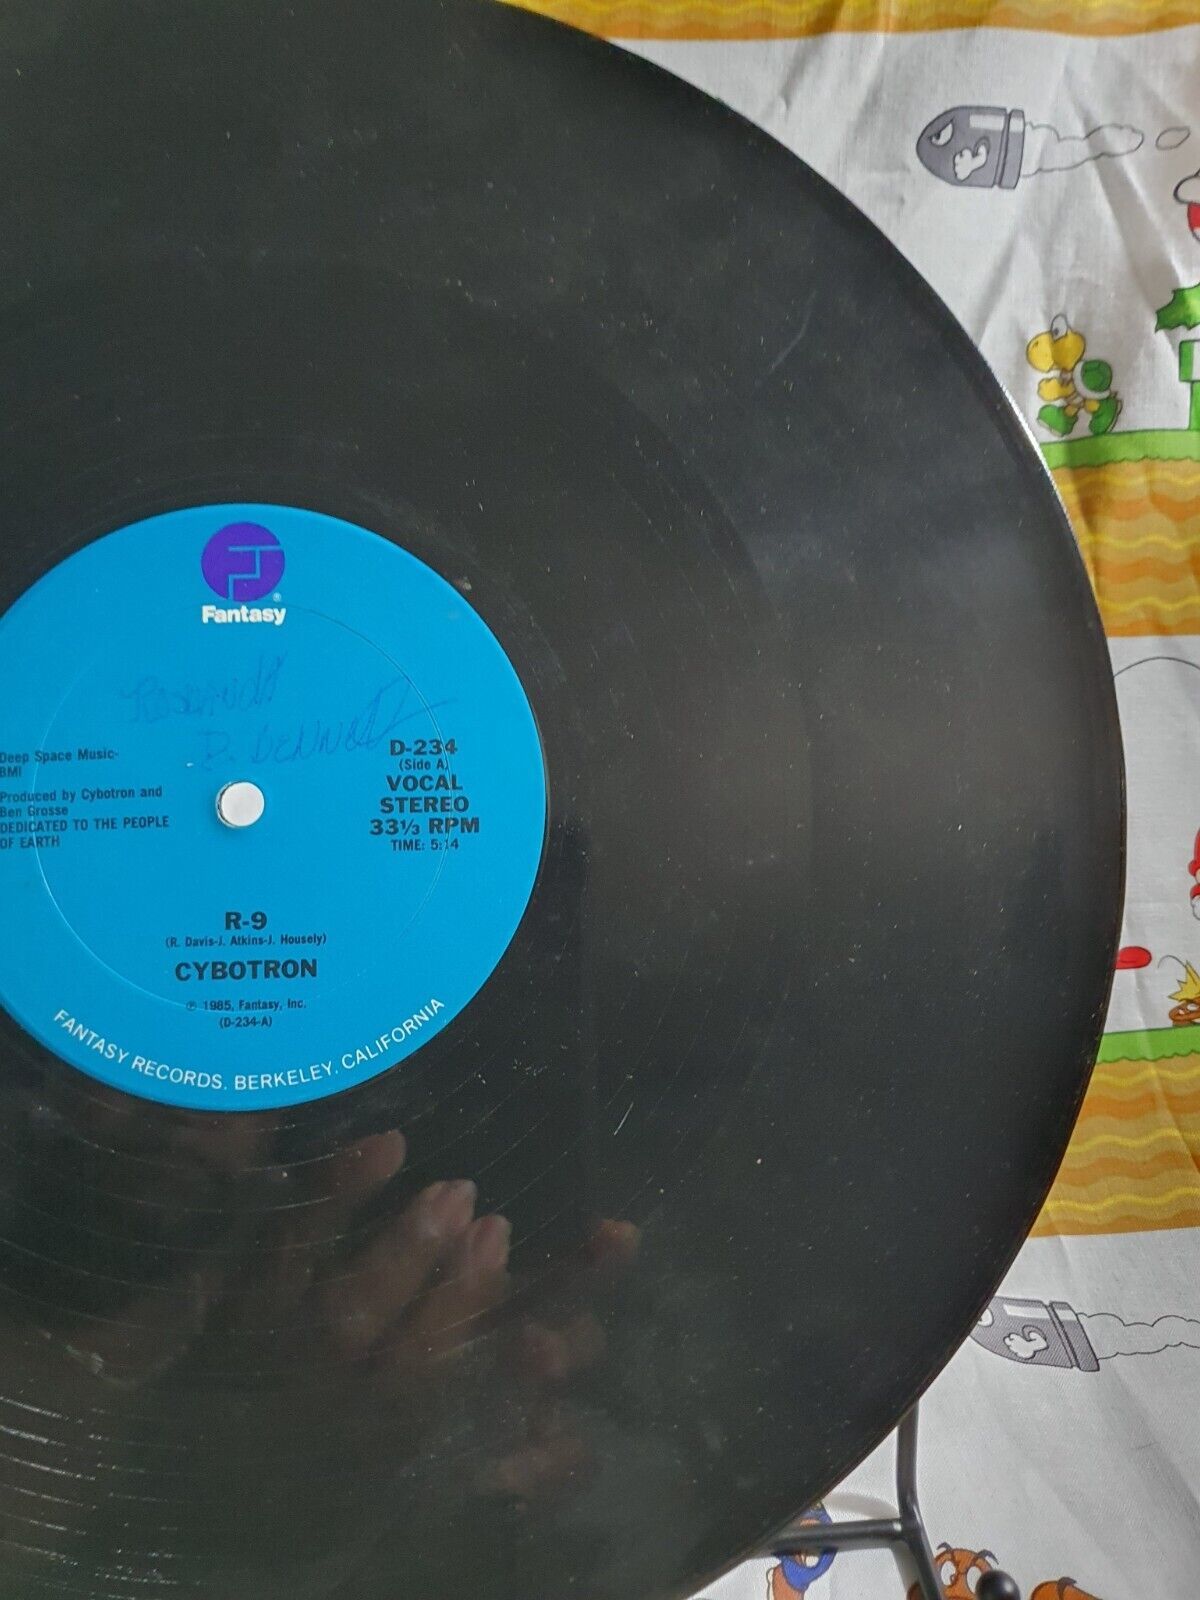 ®
Fantasy
R. Bennett
Deep Space Music-
BMI
Produced by Cybotron and
Ben Grosse
DEDICATED TO THE PEOPLE
OF EARTH
D-234
(Side A)
VOCAL
STEREO
33⅓ RPM
TIME: 5:14
R-9
(R. Davis-J. Atkins-J. Housely)
CYBOTRON
℗ 1985, Fantasy, Inc.
(D-234-A)
FANTASY RECORDS, BERKELEY, CALIFORNIA